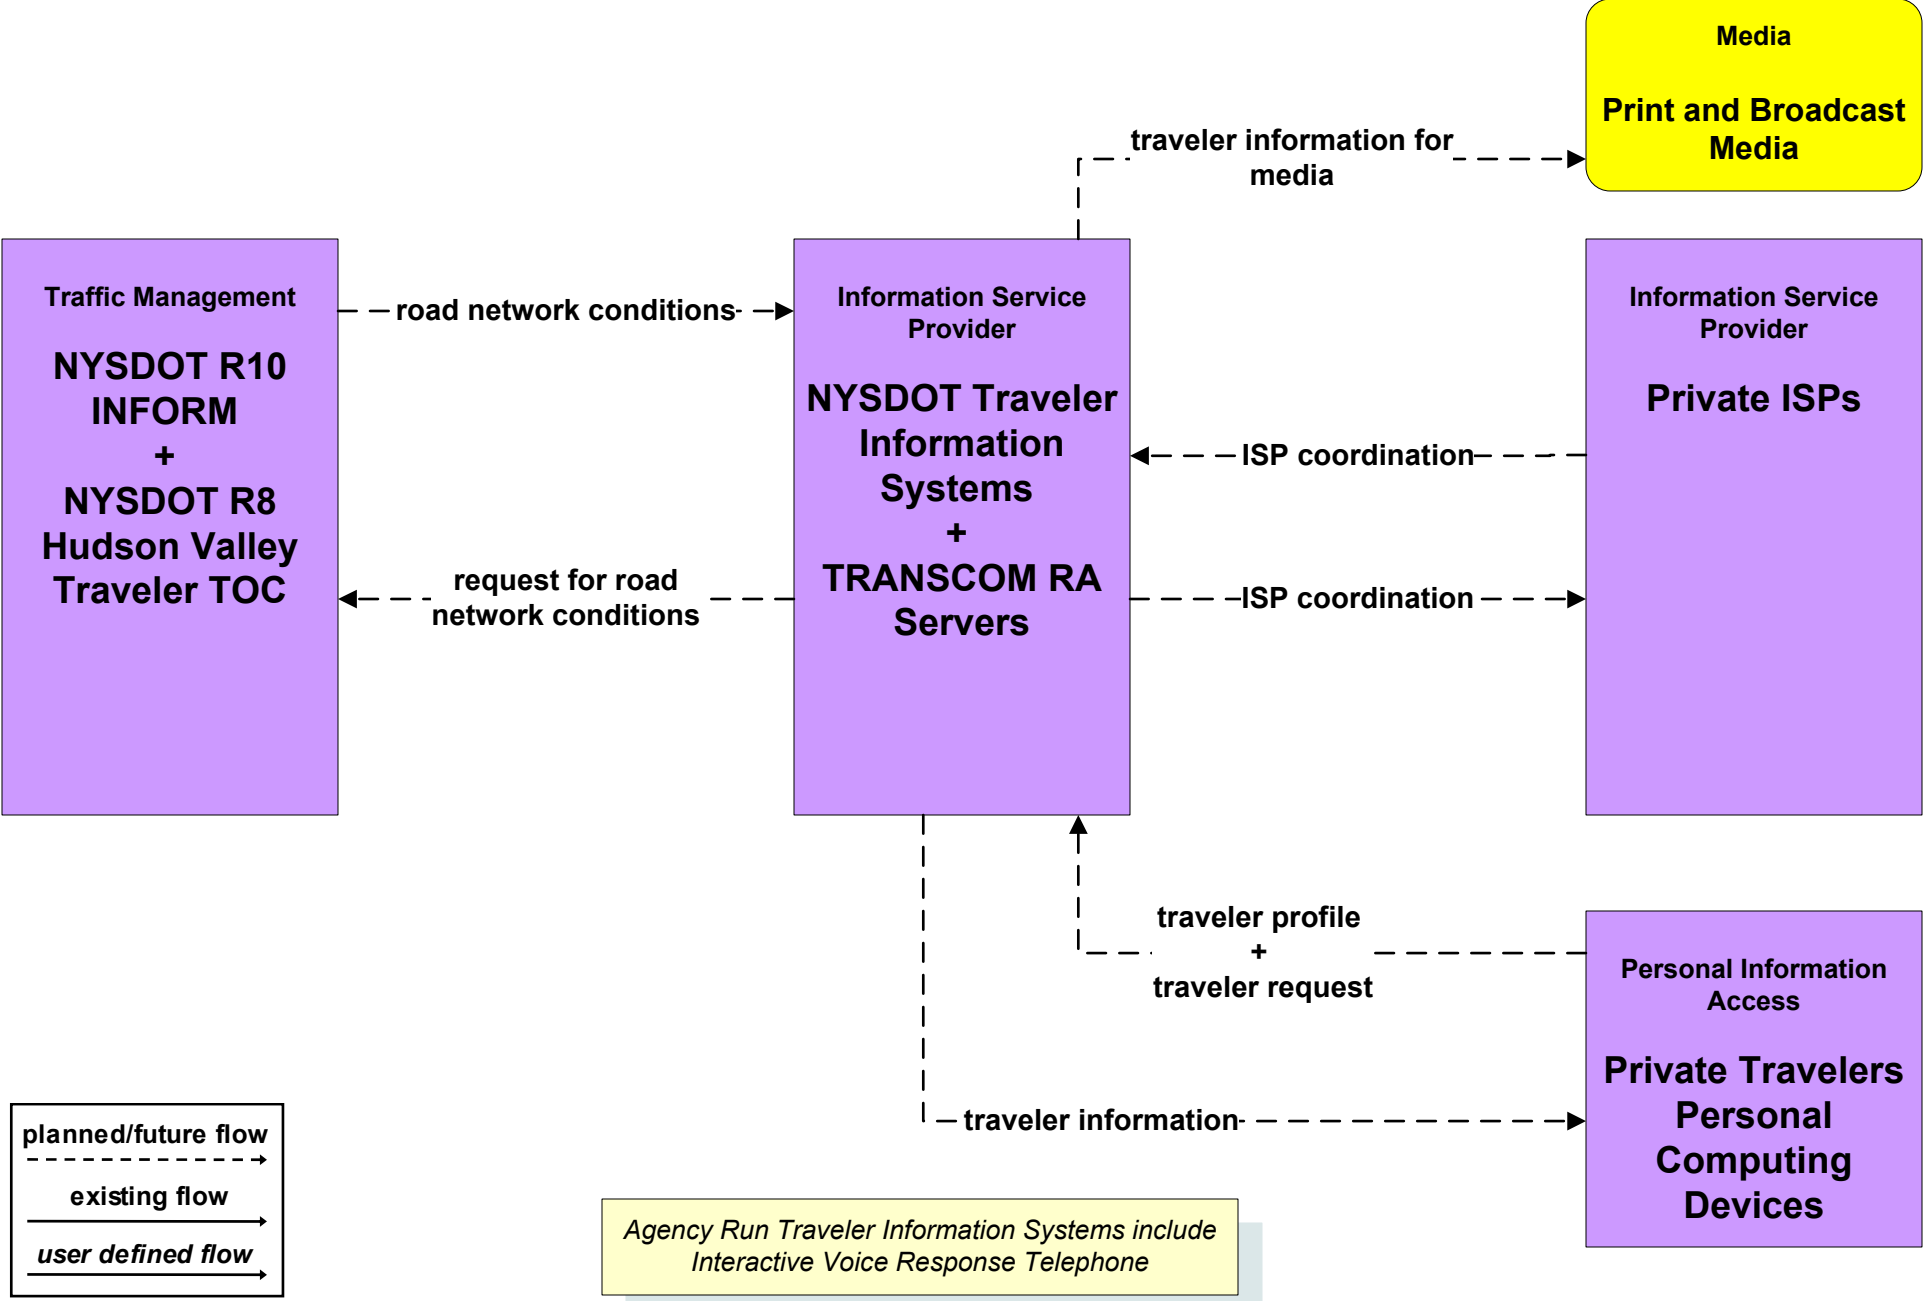 Media
Print and Broadcast
Media
traveler information for
media
Traffic Management
NYSDOT R10
INFORM
+
NYSDOT R8
Hudson Valley
Traveler TOC
road network conditions
request for road
network conditions
Information Service
Provider
NYSDOT Traveler
Information
Systems
+
TRANSCOM RA
Servers
ISP coordination
ISP coordination
Information Service
Provider
Private ISPs
traveler profile
+
traveler request
traveler information
Personal Information
Access
Private Travelers
Personal
Computing
Devices
planned/future flow
existing flow
user defined flow
Agency Run Traveler Information Systems include
Interactive Voice Response Telephone